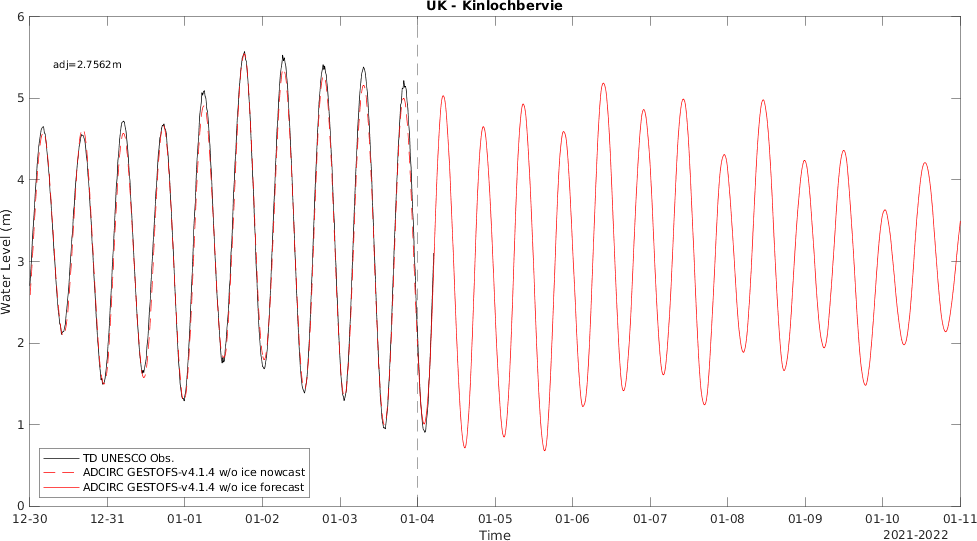 UK - Kinlochbervie
adj=2.7562m
Water Level (m)
6
5
4
3
2
1
0
TD UNESCO Obs.
ADCIRC GESTOFS-v4.1.4 w/o ice nowcast
ADCIRC GESTOFS-v4.1.4 w/o ice forecast
12-30 12-31 01-01 01-02 01-03 01-04 01-05 01-06 01-07 01-08 01-09 01-10 01-11
Time
2021-2022